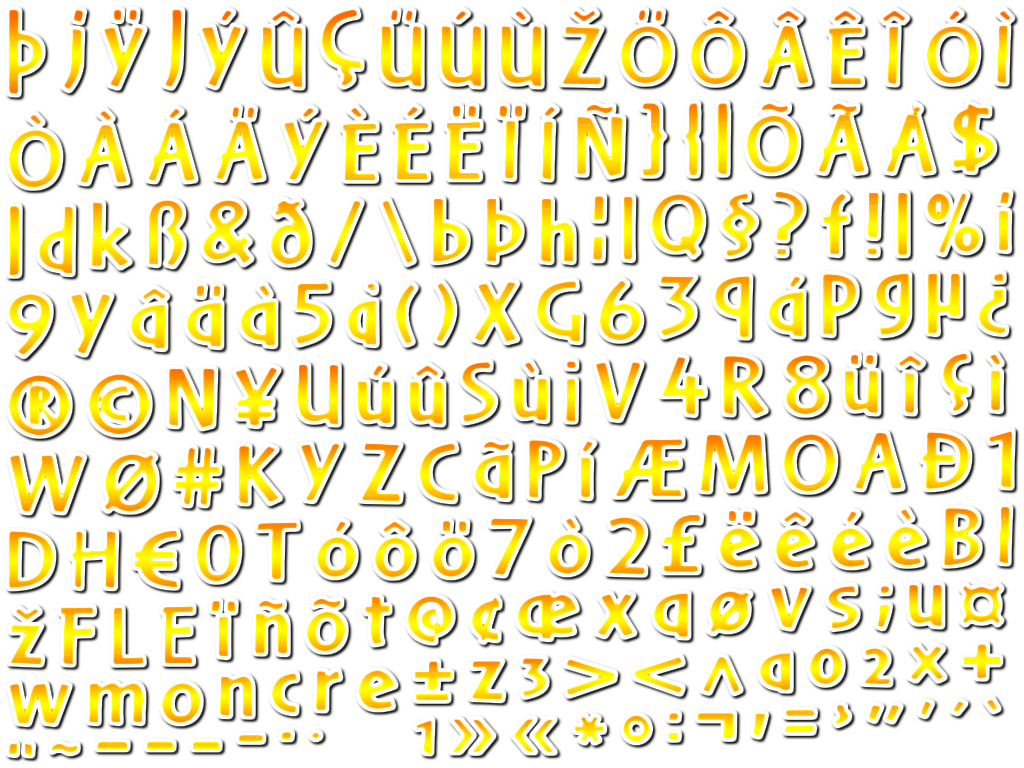 þ j ÿ J ý û Ç ü ú ù ž Ö Ô Â Ê Î Ó Ì
Ò À Á Ä Ý È É Ë Ï Í Ñ } { | Õ Ã Å $
l d k ß & ð / \ b Þ h ¦ | Q § ? f ! I % i
9 y â ä à 5 å ( ) X G 6 3 q á P g µ ¿
® © N ¥ U ú û S ù i V 4 R 8 ü î ç ì
W Ø # K Y Z C ã P í Æ M O A Ð 1
D H € 0 T ó ô ö 7 ò 2 £ ë ê é è B l
ž F L E ï ñ õ t @ ¢ æ x a ø v s ; u ¤
w m o n c r e ± z 3 > < ^ a o 2 x +
¨ ~ — – - ¯ 1 » « * ° : ¬ ' = , " ' ´ `